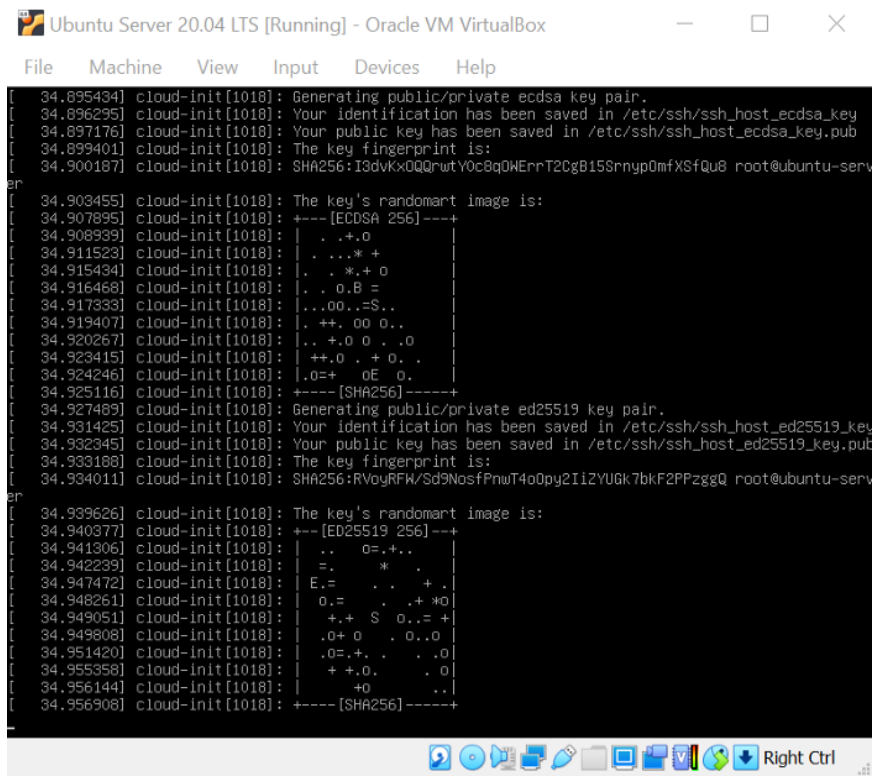 Ubuntu Server 20.04 LTS [Running] - Oracle VM VirtualBox
File Machine View Input Devices Help
[   34.895434] cloud-init[1018]: Generating public/private ecdsa key pair.
[   34.896295] cloud-init[1018]: Your identification has been saved in /etc/ssh/ssh_host_ecdsa_key
[   34.897176] cloud-init[1018]: Your public key has been saved in /etc/ssh/ssh_host_ecdsa_key.pub
[   34.899401] cloud-init[1018]: The key fingerprint is:
[   34.900187] cloud-init[1018]: SHA256:I3dvKxOQQrwtYOc8qOWErrT2CgB15SrnypOmfXSfQu8 root@ubuntu-serv
er
[   34.903455] cloud-init[1018]: The key's randomart image is:
[   34.907895] cloud-init[1018]: +---[ECDSA 256]---+
[   34.908939] cloud-init[1018]: |  . .+.o         |
[   34.911523] cloud-init[1018]: | . ...* +        |
[   34.915434] cloud-init[1018]: |.  . *.+ o       |
[   34.916468] cloud-init[1018]: |. . o.B =        |
[   34.917333] cloud-init[1018]: |...oo..=S..      |
[   34.919407] cloud-init[1018]: |. ++. oo o..     |
[   34.920267] cloud-init[1018]: |.. +.o o . .o    |
[   34.923415] cloud-init[1018]: | ++.o . + o. .   |
[   34.924246] cloud-init[1018]: |.o=+   oE  o.    |
[   34.925116] cloud-init[1018]: +----[SHA256]-----+
[   34.927489] cloud-init[1018]: Generating public/private ed25519 key pair.
[   34.931425] cloud-init[1018]: Your identification has been saved in /etc/ssh/ssh_host_ed25519_key
[   34.932345] cloud-init[1018]: Your public key has been saved in /etc/ssh/ssh_host_ed25519_key.pub
[   34.933188] cloud-init[1018]: The key fingerprint is:
[   34.934011] cloud-init[1018]: SHA256:RVoyRFW/Sd9NosfPnwT4oOpy2IiZYUGk7bkF2PPzggQ root@ubuntu-serv
er
[   34.939626] cloud-init[1018]: The key's randomart image is:
[   34.940377] cloud-init[1018]: +--[ED25519 256]--+
[   34.941306] cloud-init[1018]: |  ..   o=.+..    |
[   34.942239] cloud-init[1018]: |  =.     *   .   |
[   34.947472] cloud-init[1018]: | E.=    . .   + .|
[   34.948261] cloud-init[1018]: |  o.=    .  .+ *o|
[   34.949051] cloud-init[1018]: |   +.+  S  o..= +|
[   34.949808] cloud-init[1018]: |  .o+ o   . o..o |
[   34.951420] cloud-init[1018]: |  .o=.+. .   . .o|
[   34.955358] cloud-init[1018]: |   + +.o.    . o|
[   34.956144] cloud-init[1018]: |      +o       ..|
[   34.956908] cloud-init[1018]: +----[SHA256]-----+
Right Ctrl